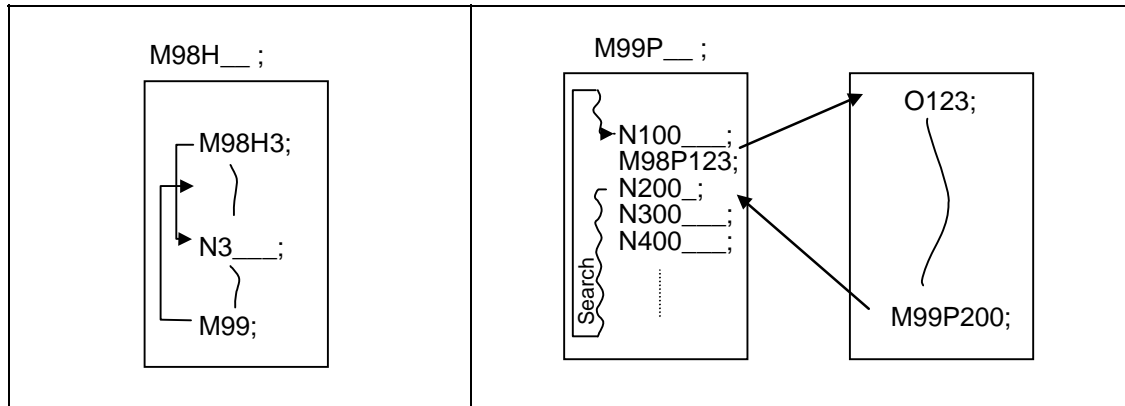 M98H__ ;
M98H3;
N3___;
M99;
M99P__ ;
N100___;
M98P123;
N200_;
N300___;
N400___;
Search
O123;
M99P200;